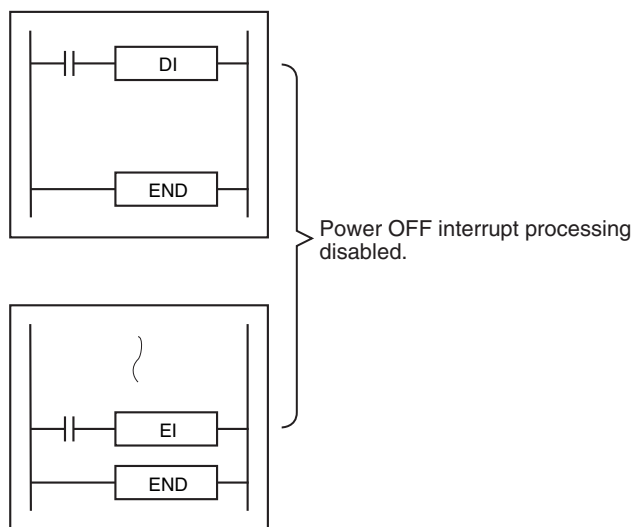 DI
END
Power OFF interrupt processing
disabled.
EI
END